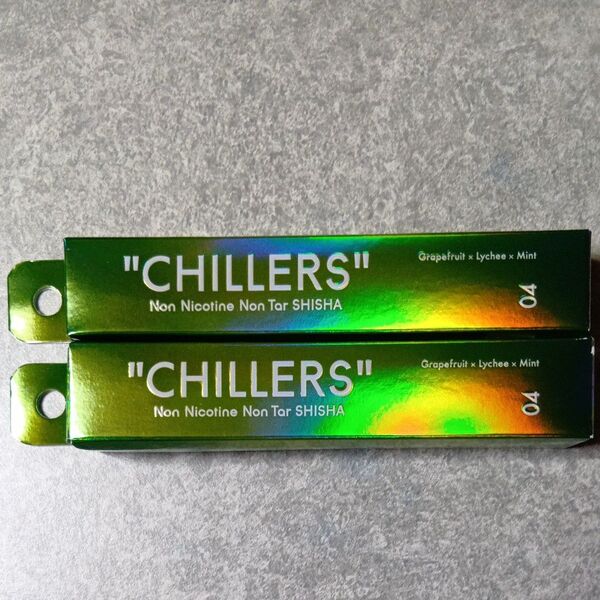 "CHILLERS"
Non Nicotine Non Tar SHISHA
Grapefruit × Lychee × Mint
04
"CHILLERS"
Non Nicotine Non Tar SHISHA
Grapefruit × Lychee × Mint
04